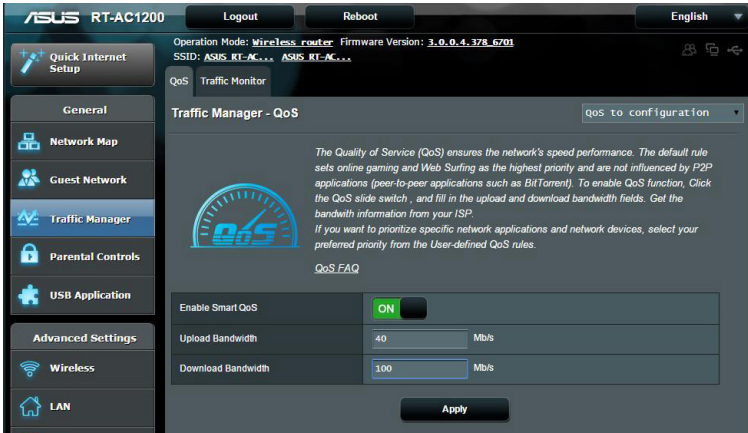 ASUS RT-AC1200 Logout Reboot English
Operation Mode: Wireless router Firmware Version: 3.0.0.4.378_6701
SSID: ASUS RT-AC... ASUS RT-AC...
Quick Internet
Setup
QoS Traffic Monitor
General
Network Map
Guest Network
Traffic Manager
Parental Controls
USB Application
Advanced Settings
Wireless
LAN
Traffic Manager - QoS
QoS to configuration
The Quality of Service (QoS) ensures the network's speed performance. The default rule
sets online gaming and Web Surfing as the highest priority and are not influenced by P2P
applications (peer-to-peer applications such as BitTorrent). To enable QoS function, Click
the QoS slide switch , and fill in the upload and download bandwidth fields. Get the
bandwith information from your ISP.
If you want to prioritize specific network applications and network devices, select your
preferred priority from the User-defined QoS rules.
QoS
QoS FAQ
Enable Smart QoS ON
Upload Bandwidth 40 Mb/s
Download Bandwidth 100 Mb/s
Apply